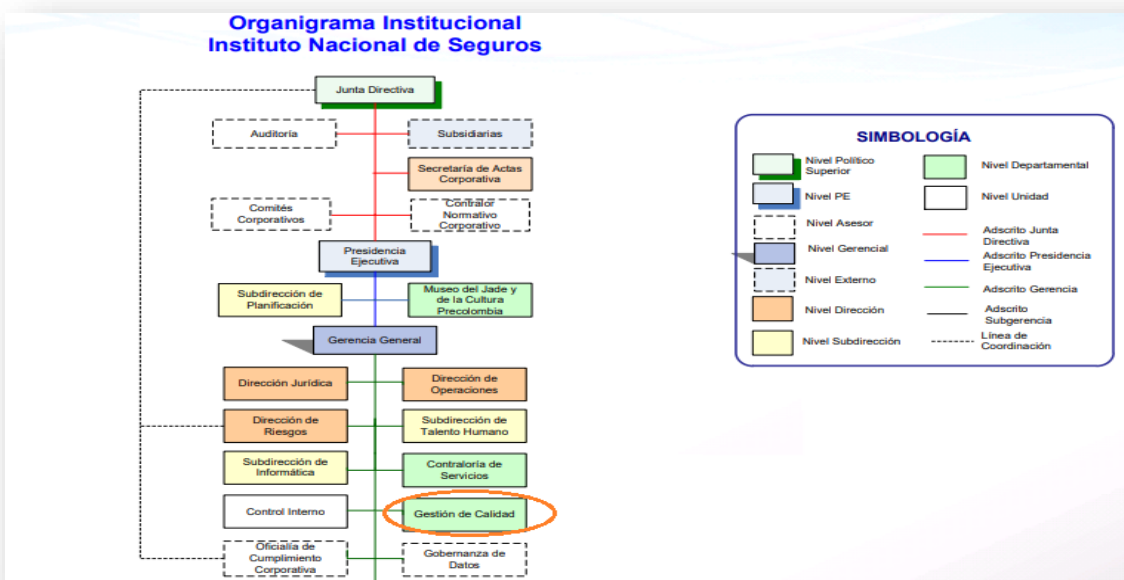 Organigrama Institucional
Instituto Nacional de Seguros
Junta Directiva
Auditoría
Subsidiarias
Secretaría de Actas
Corporativa
Comités
Corporativos
Contralor
Normativo
Corporativo
Presidencia
Ejecutiva
Subdirección de
Planificación
Museo del Jade y
de la Cultura
Precolombia
Gerencia General
Dirección Jurídica
Dirección de
Operaciones
Dirección de
Riesgos
Subdirección de
Talento Humano
Subdirección de
Informática
Contraloría de
Servicios
Control Interno
Gestión de Calidad
Oficialía de
Cumplimiento
Corporativa
Gobernanza de
Datos
SIMBOLOGÍA
Nivel Político
Superior
Nivel PE
Nivel Asesor
Nivel Gerencial
Nivel Externo
Nivel Dirección
Nivel Subdirección
Nivel Departamental
Nivel Unidad
Adscrito Junta
Directiva
Adscrito Presidencia
Ejecutiva
Adscrito Gerencia
Adscrito
Subgerencia
Línea de
Coordinación